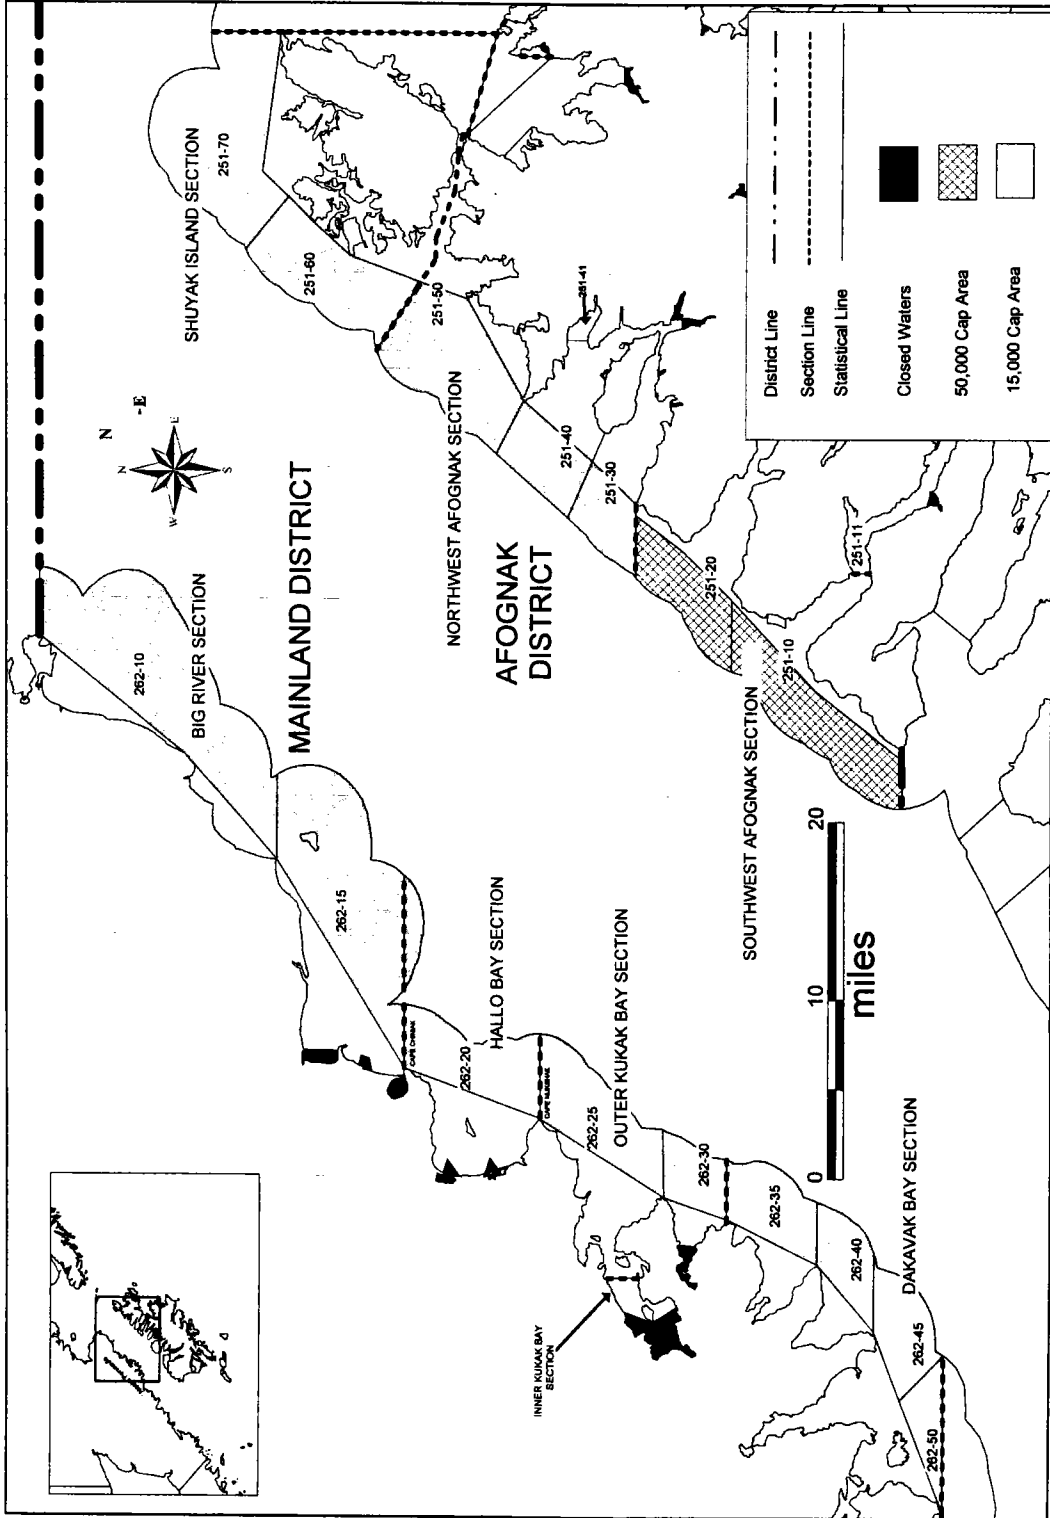 SHUYAK ISLAND SECTION
251-70
251-60
251-50
251-41
NORTHWEST AFOGNAK SECTION
251-40
251-30
N
-E
N
E
S
W
MAINLAND DISTRICT
AFOGNAK
DISTRICT
BIG RIVER SECTION
262-10
251-20
251-11
251-10
SOUTHWEST AFOGNAK SECTION
262-15
HALLO BAY SECTION
262-20
OUTER KUKAK BAY SECTION
262-25
262-30
262-35
262-40
DAKAVAK BAY SECTION
262-45
262-50
INNER KUKAK BAY
SECTION
0
10
20
miles
District Line
Section Line
Statistical Line
Closed Waters
50,000 Cap Area
15,000 Cap Area